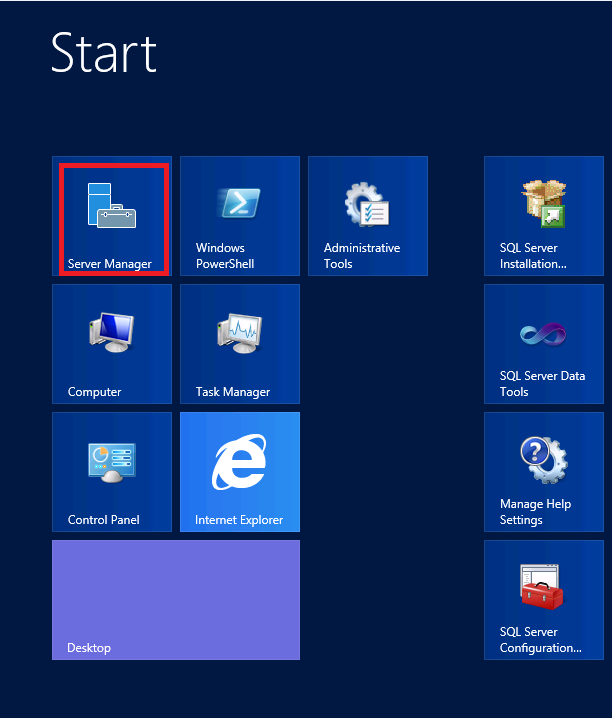 Start
Server Manager
Windows
PowerShell
Administrative
Tools
SQL Server
Installation...
Computer
Task Manager
SQL Server Data
Tools
Control Panel
Internet Explorer
Manage Help
Settings
Desktop
SQL Server
Configuration...